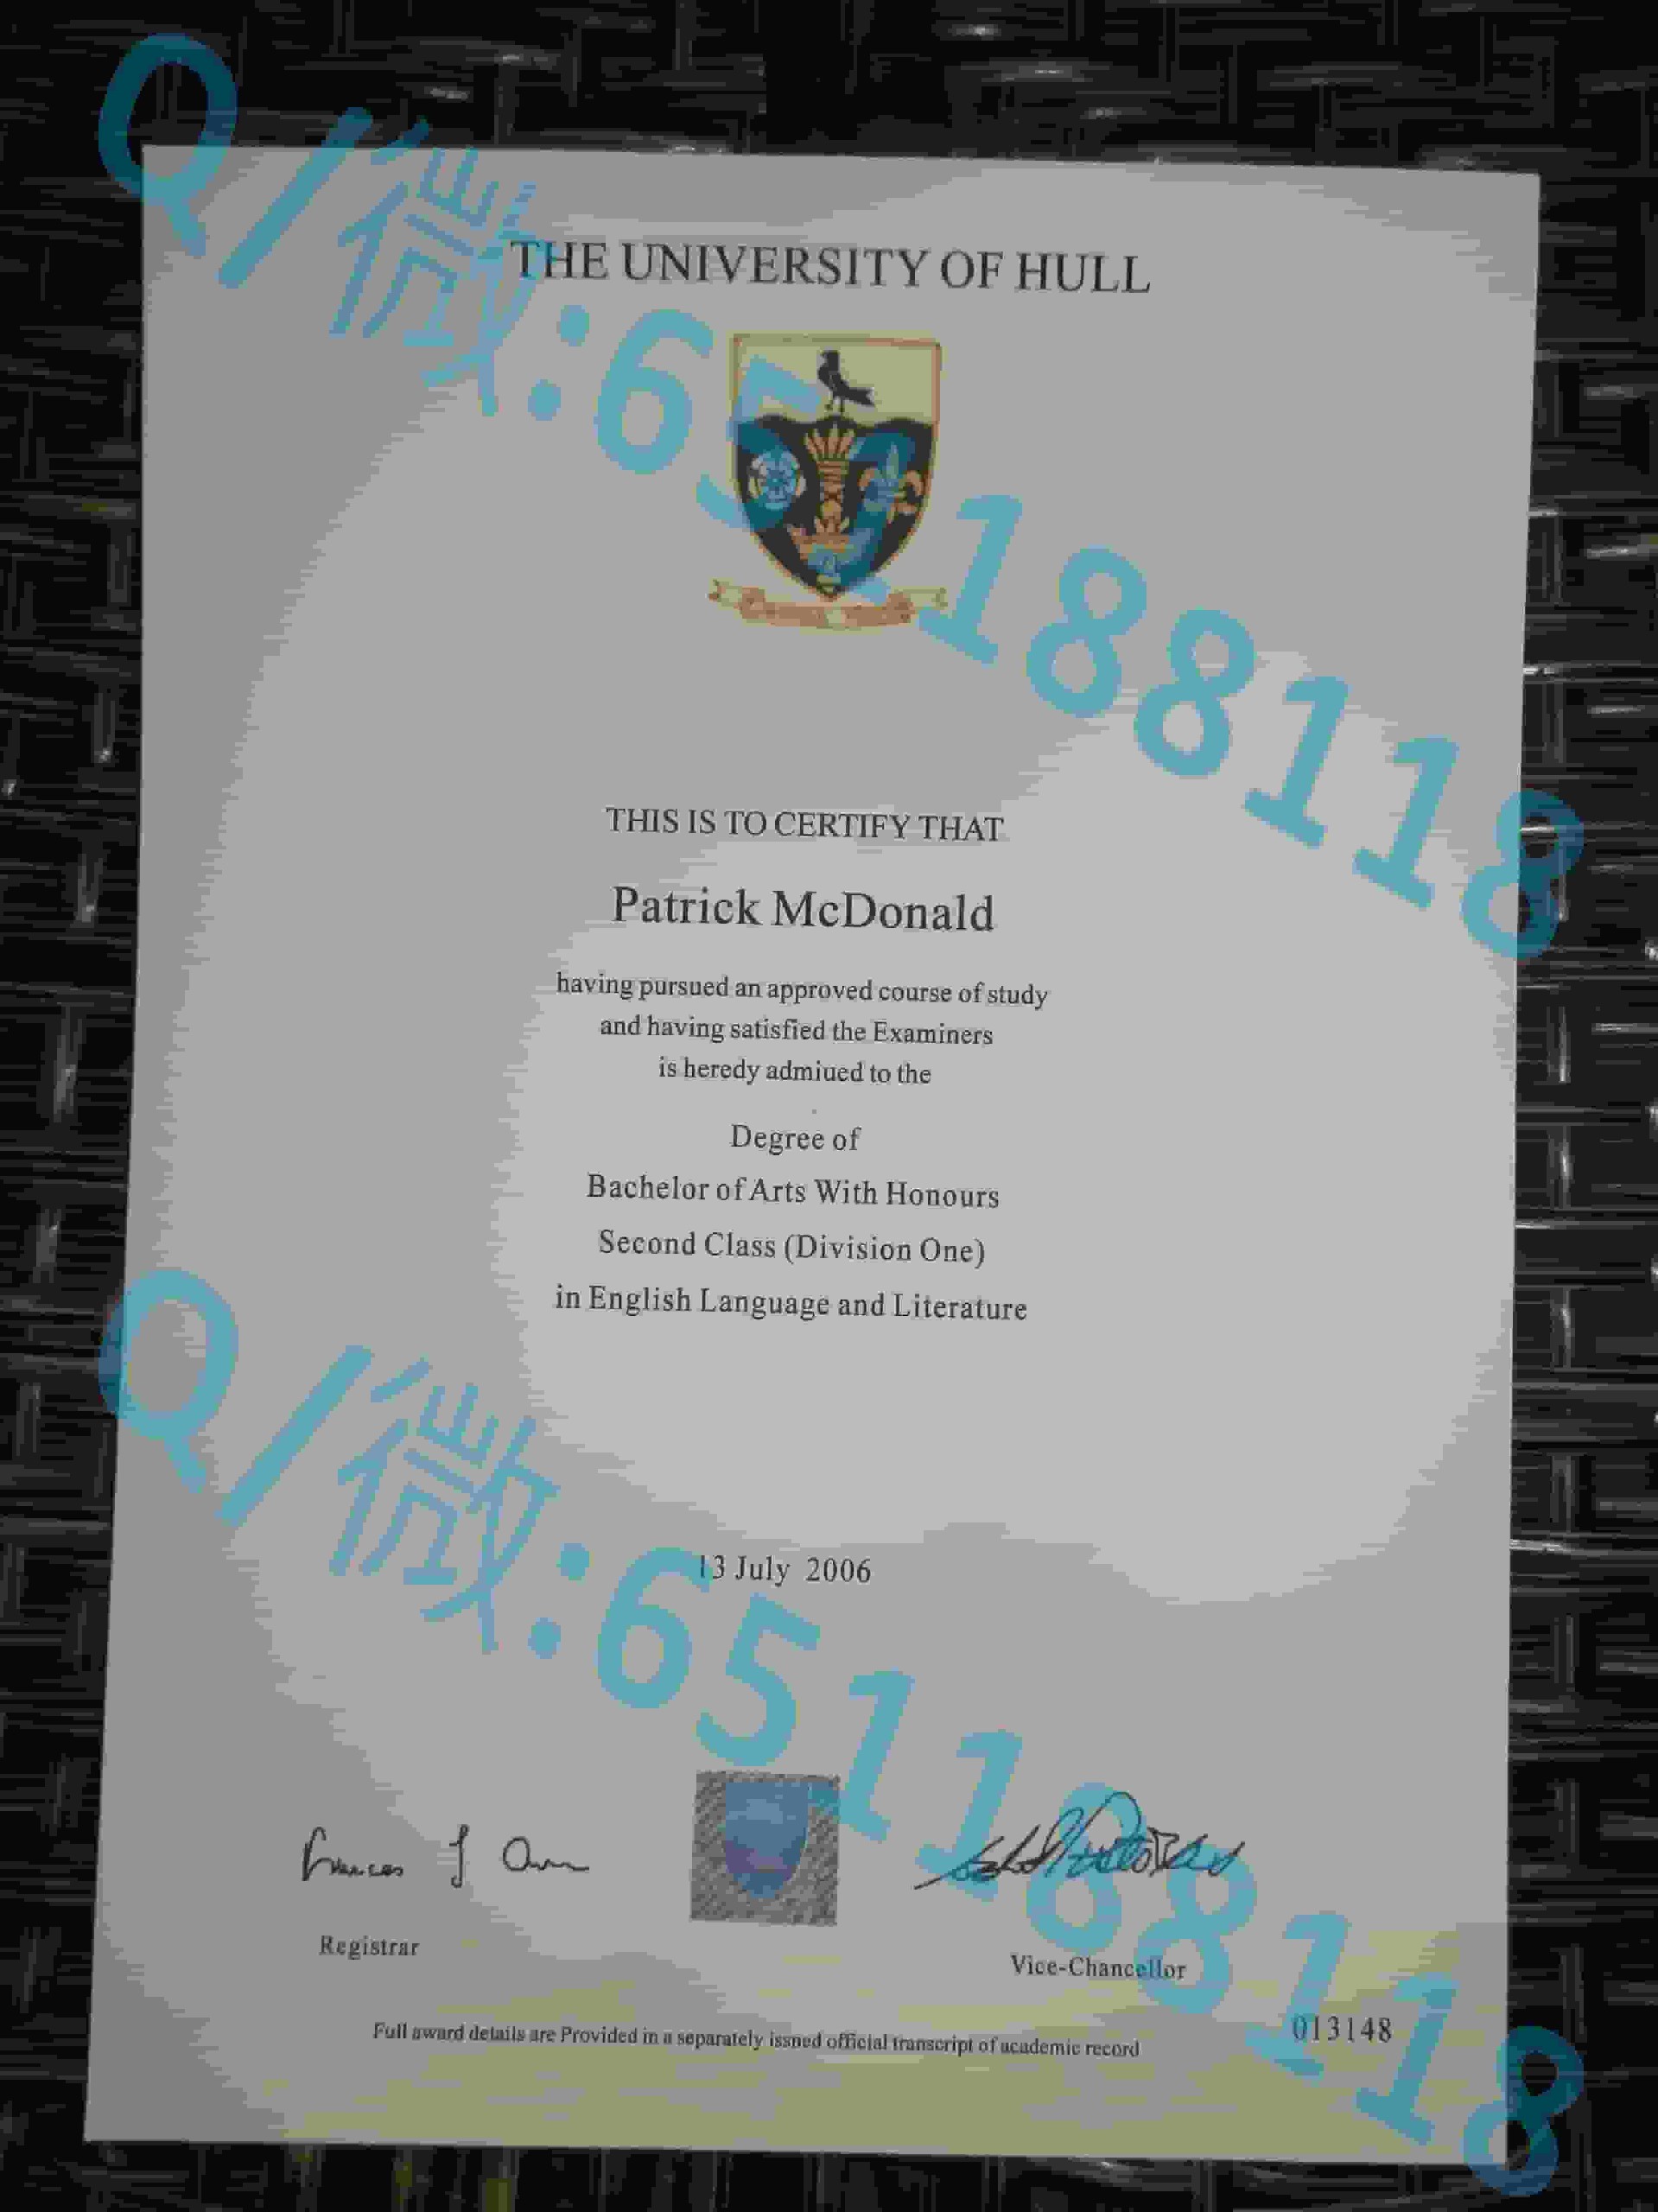 THE UNIVERSITY OF HULL
THIS IS TO CERTIFY THAT
Patrick McDonald
having pursued an approved course of study
and having satisfied the Examiners
is heredy admiued to the
Degree of
Bachelor of Arts With Honours
Second Class (Division One)
in English Language and Literature
13 July 2006
Registrar
Vice-Chancellor
013148
Full award details are Provided in a separately issned official transcript of academic record
Q/微:651188118
Q/微:651188118